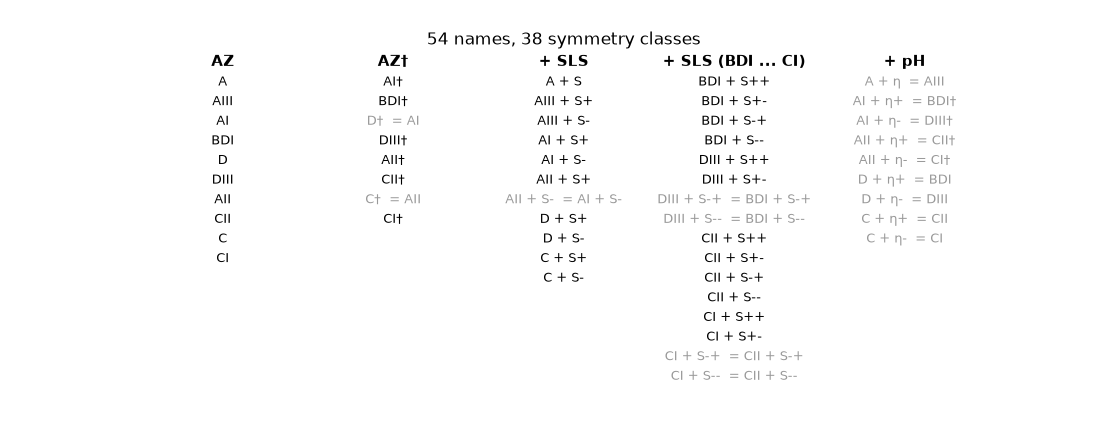 54 names, 38 symmetry classes
AZ AZ† + SLS + SLS (BDI ... CI) + pH
A AI† A + S BDI + S++ A + η = AIII
AIII BDI† AIII + S+ BDI + S+- AI + η+ = BDI†
AI D† = AI AIII + S- BDI + S-+ AI + η- = DIII†
BDI DIII† AI + S+ BDI + S-- AII + η+ = CII†
D AII† AI + S- DIII + S++ AII + η- = CI†
DIII CII† AII + S+ DIII + S+- D + η+ = BDI
AII C† = AII AII + S- = AI + S- DIII + S-+ = BDI + S-+ D + η- = DIII
CII CI† D + S+ DIII + S-- = BDI + S-- C + η+ = CII
C D + S- CII + S++ C + η- = CI
CI C + S+ CII + S+-
C + S- CII + S-+
CII + S--
CI + S++
CI + S+-
CI + S-+ = CII + S-+
CI + S-- = CII + S--